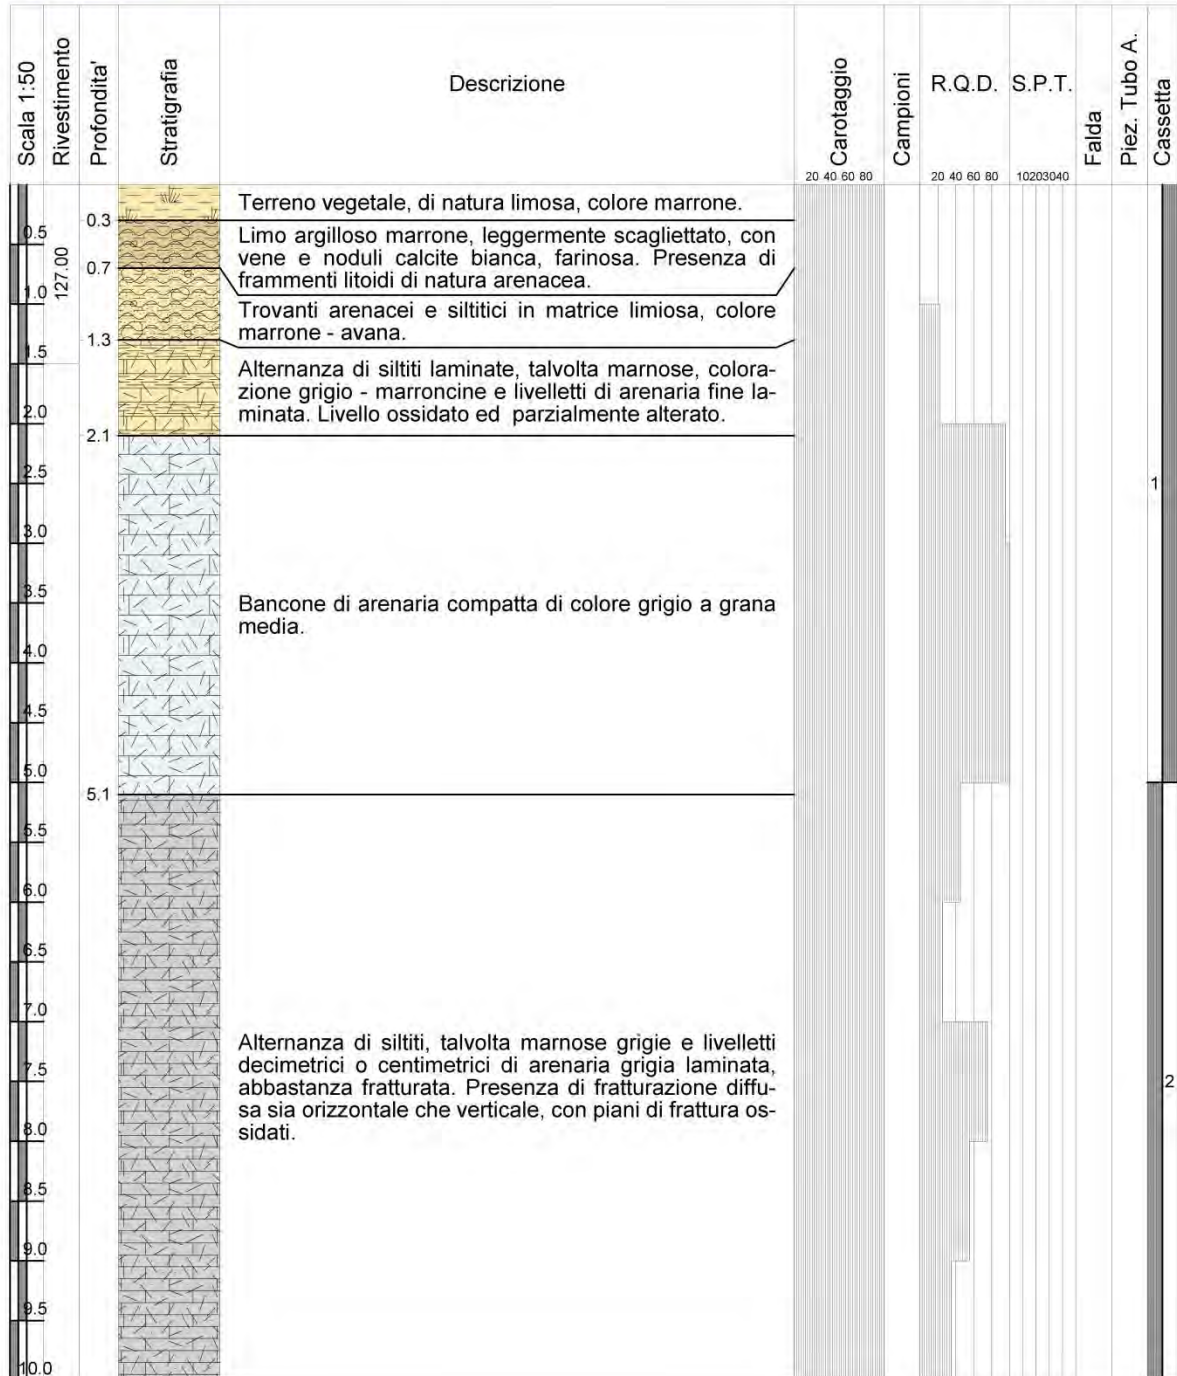 Scala 1:50
Rivestimento
Profondita'
Stratigrafia
Descrizione
Carotaggio
Campioni
R.Q.D.
S.P.T.
Falda
Piez. Tubo A.
Cassetta
20 40 60 80
20 40 60 80
10203040
Terreno vegetale, di natura limosa, colore marrone.
0.3
0.5
Limo argilloso marrone, leggermente scagliettato, con
vene e noduli calcite bianca, farinosa. Presenza di
frammenti litoidi di natura arenacea.
0.7
127.00
1.0
Trovanti arenacei e siltitici in matrice limiosa, colore
marrone - avana.
1.3
1.5
Alternanza di siltiti laminate, talvolta marnose, colora-
zione grigio - marroncine e livelletti di arenaria fine la-
minata. Livello ossidato ed parzialmente alterato.
2.0
2.1
2.5
1
3.0
3.5
Bancone di arenaria compatta di colore grigio a grana
media.
4.0
4.5
5.0
5.1
5.5
6.0
6.5
7.0
Alternanza di siltiti, talvolta marnose grigie e livelletti
decimetrici o centimetrici di arenaria grigia laminata,
abbastanza fratturata. Presenza di fratturazione diffu-
sa sia orizzontale che verticale, con piani di frattura os-
sidati.
7.5
2
8.0
8.5
9.0
9.5
10.0